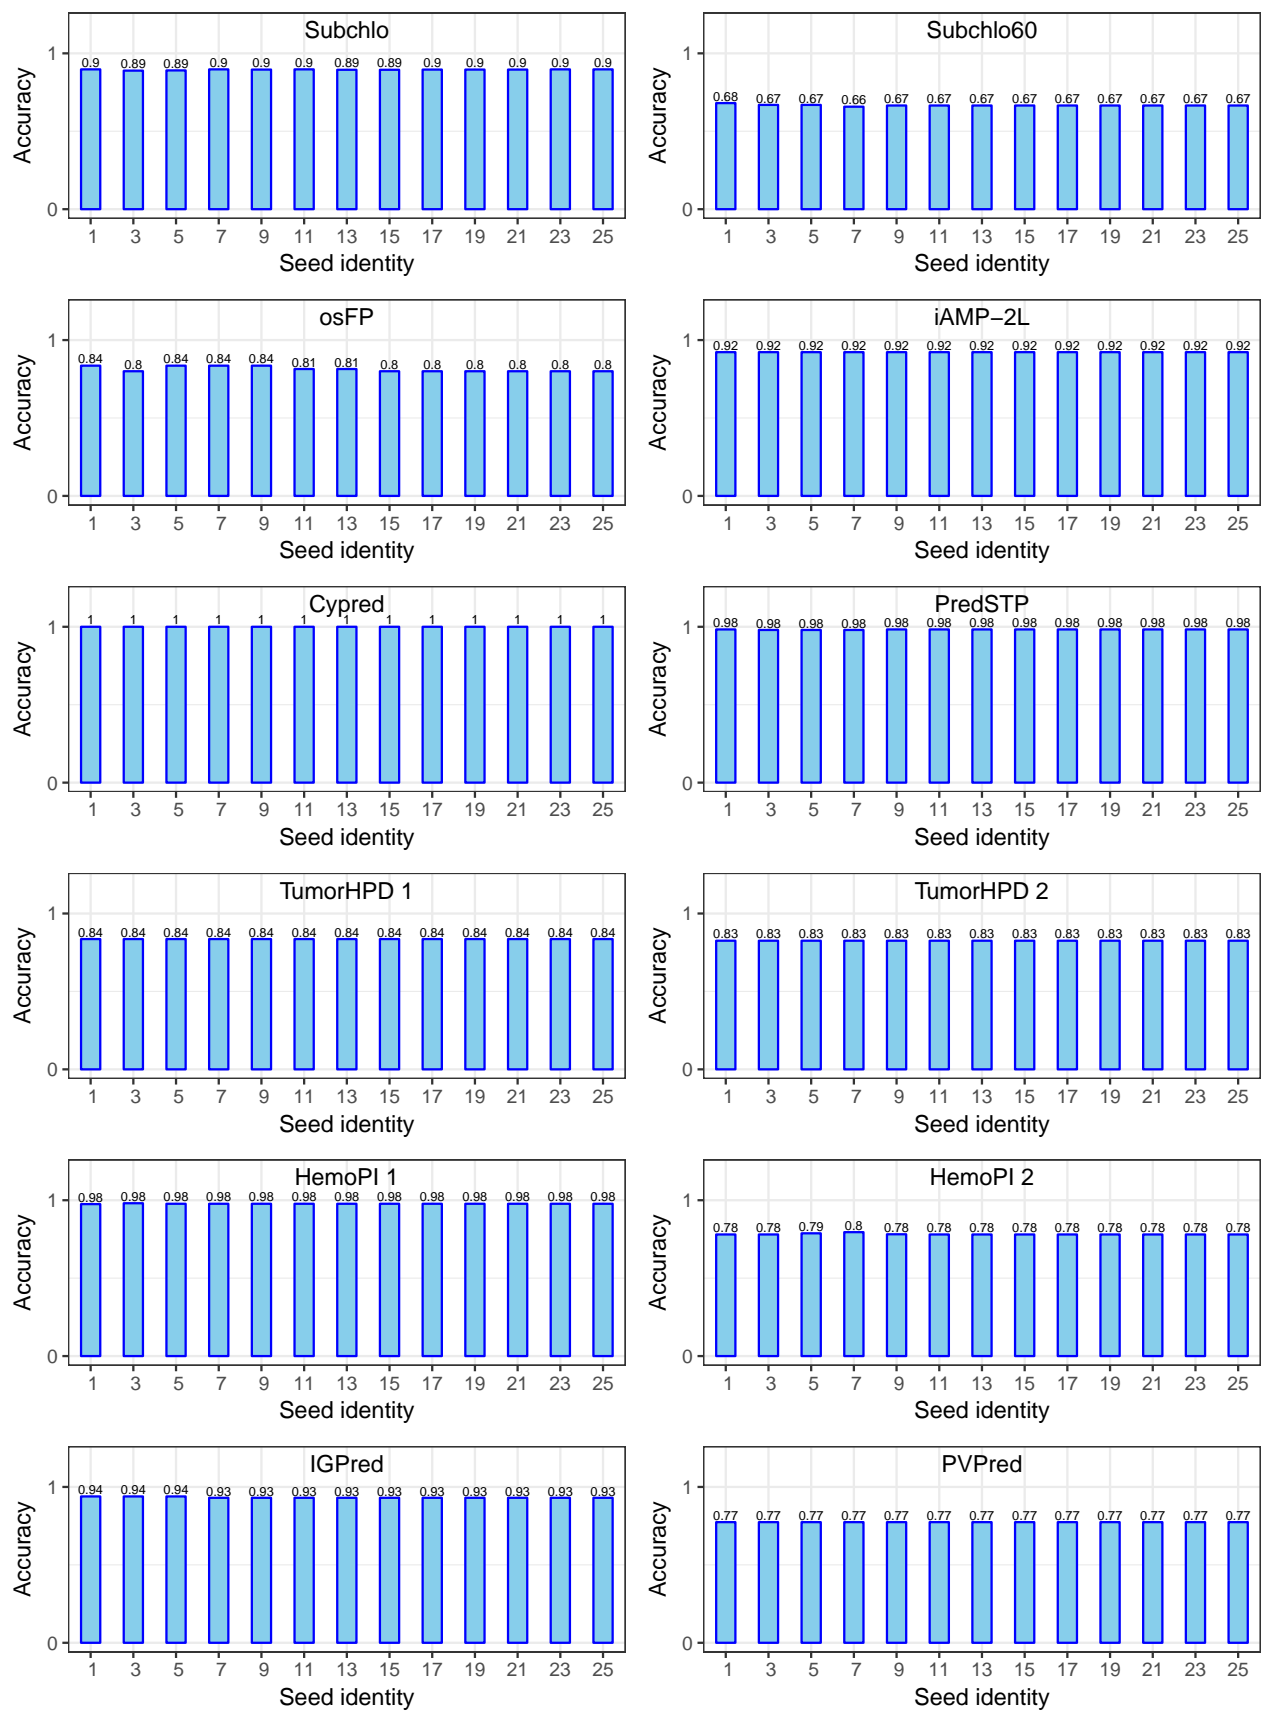 Subchlo
Accuracy
1
0
0.9 0.89 0.89 0.9 0.9 0.9 0.89 0.89 0.9 0.9 0.9 0.9 0.9
1 3 5 7 9 11 13 15 17 19 21 23 25
Seed identity
Subchlo60
Accuracy
1
0
0.68 0.67 0.67 0.66 0.67 0.67 0.67 0.67 0.67 0.67 0.67 0.67 0.67
1 3 5 7 9 11 13 15 17 19 21 23 25
Seed identity
osFP
Accuracy
1
0
0.84 0.8 0.84 0.84 0.84 0.81 0.81 0.8 0.8 0.8 0.8 0.8 0.8
1 3 5 7 9 11 13 15 17 19 21 23 25
Seed identity
iAMP−2L
Accuracy
1
0
0.92 0.92 0.92 0.92 0.92 0.92 0.92 0.92 0.92 0.92 0.92 0.92 0.92
1 3 5 7 9 11 13 15 17 19 21 23 25
Seed identity
Cypred
Accuracy
1
0
1 1 1 1 1 1 1 1 1 1 1 1 1
1 3 5 7 9 11 13 15 17 19 21 23 25
Seed identity
PredSTP
Accuracy
1
0
0.98 0.98 0.98 0.98 0.98 0.98 0.98 0.98 0.98 0.98 0.98 0.98 0.98
1 3 5 7 9 11 13 15 17 19 21 23 25
Seed identity
TumorHPD 1
Accuracy
1
0
0.84 0.84 0.84 0.84 0.84 0.84 0.84 0.84 0.84 0.84 0.84 0.84 0.84
1 3 5 7 9 11 13 15 17 19 21 23 25
Seed identity
TumorHPD 2
Accuracy
1
0
0.83 0.83 0.83 0.83 0.83 0.83 0.83 0.83 0.83 0.83 0.83 0.83 0.83
1 3 5 7 9 11 13 15 17 19 21 23 25
Seed identity
HemoPI 1
Accuracy
1
0
0.98 0.98 0.98 0.98 0.98 0.98 0.98 0.98 0.98 0.98 0.98 0.98 0.98
1 3 5 7 9 11 13 15 17 19 21 23 25
Seed identity
HemoPI 2
Accuracy
1
0
0.78 0.78 0.79 0.8 0.78 0.78 0.78 0.78 0.78 0.78 0.78 0.78 0.78
1 3 5 7 9 11 13 15 17 19 21 23 25
Seed identity
IGPred
Accuracy
1
0
0.94 0.94 0.94 0.93 0.93 0.93 0.93 0.93 0.93 0.93 0.93 0.93 0.93
1 3 5 7 9 11 13 15 17 19 21 23 25
Seed identity
PVPred
Accuracy
1
0
0.77 0.77 0.77 0.77 0.77 0.77 0.77 0.77 0.77 0.77 0.77 0.77 0.77
1 3 5 7 9 11 13 15 17 19 21 23 25
Seed identity